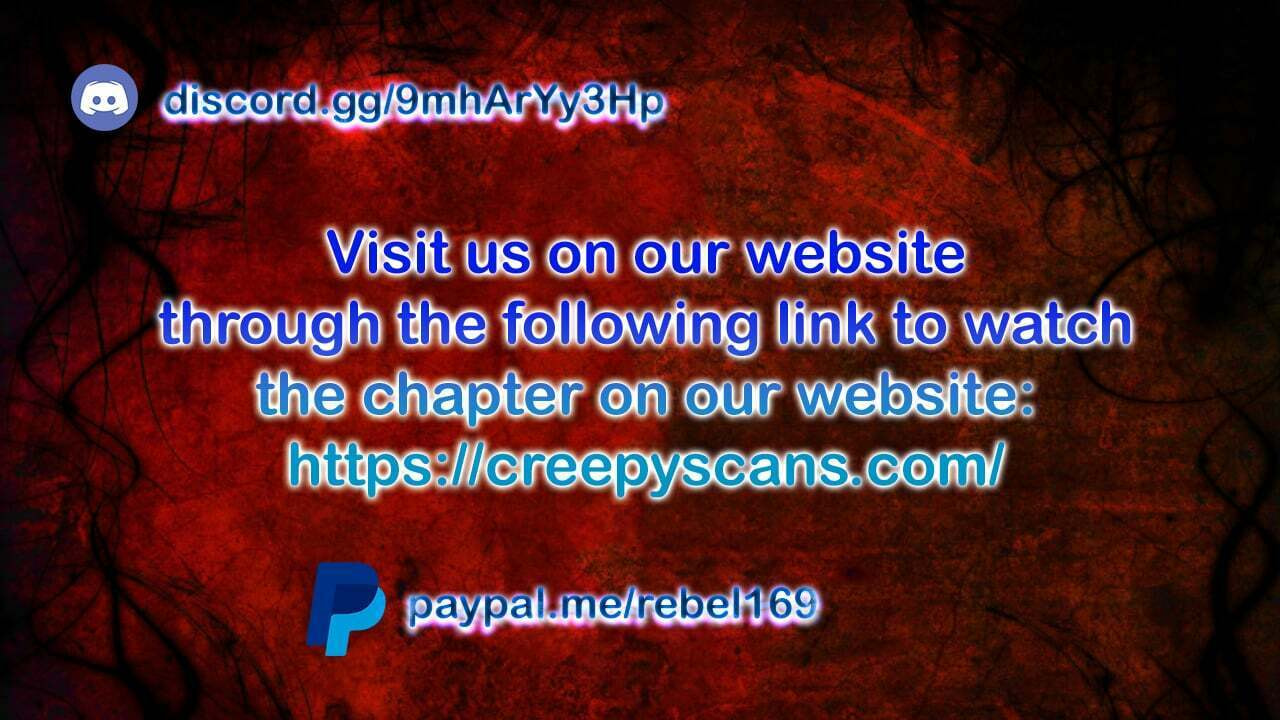 discord.gg/9mhArYy3Hp
Visit us on our website
through the following link to watch
the chapter on our website:
https://creepyscans.com/
paypal.me/rebel169